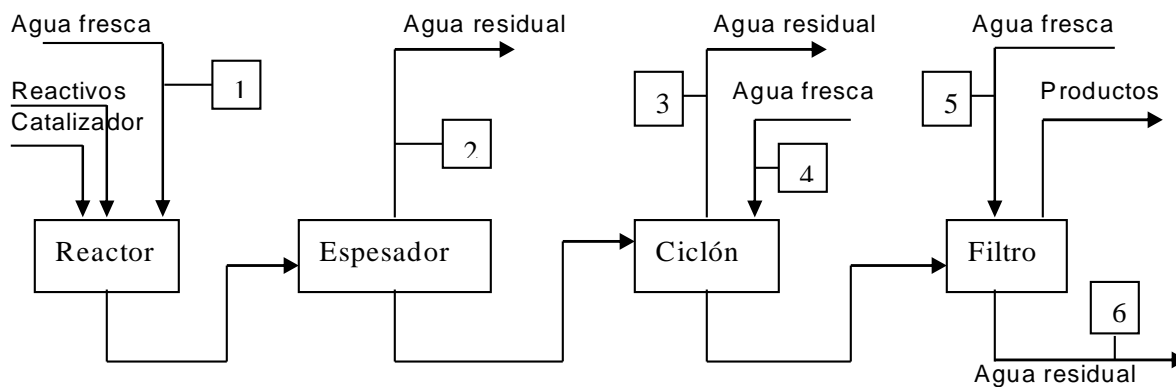 Agua fresca
Agua residual
Agua residual
Agua fresca
1
3
5
Reactivos
Catalizador
Agua fresca
Productos
2
4
Reactor
Espesador
Ciclón
Filtro
6
Agua residual